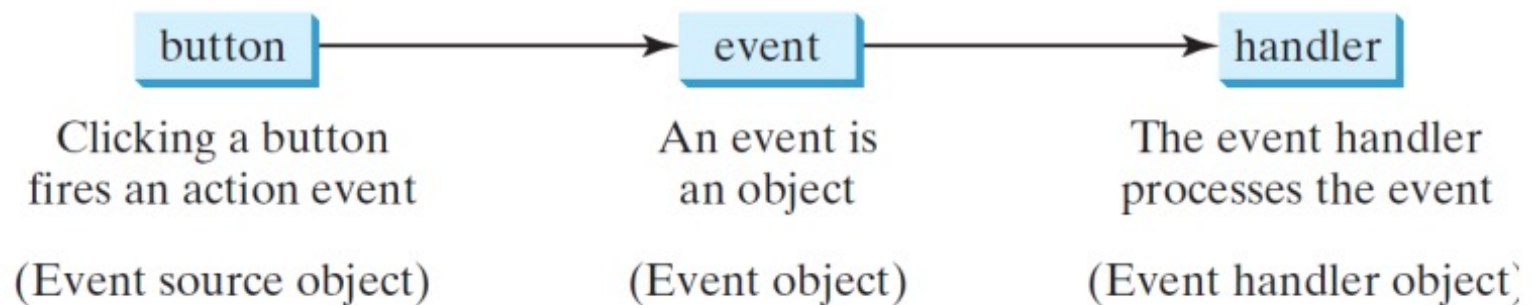 button
event
handler
Clicking a button
fires an action event
An event is
an object
The event handler
processes the event
(Event source object)
(Event object)
(Event handler object)